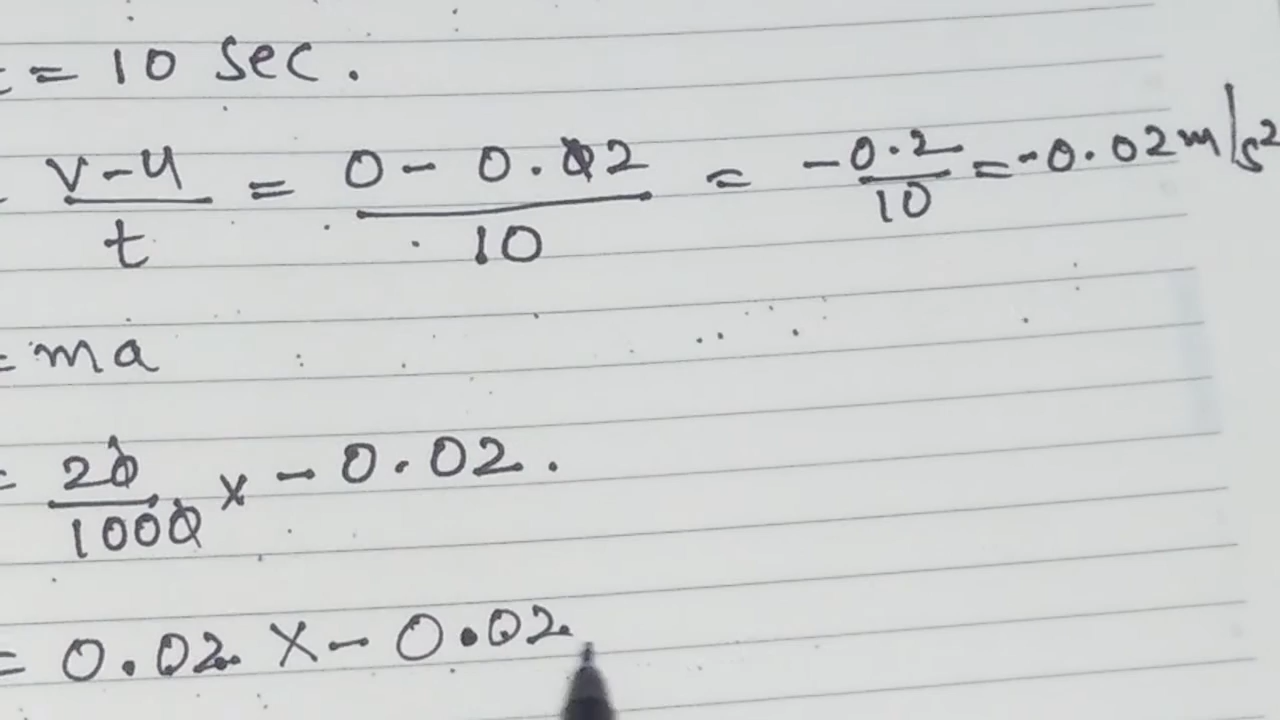 t = 10 Sec.
= v-u/t = 0 - 0.02/10 = -0.2/10 = -0.02 m/s²
= ma
= 20/1000 x - 0.02.
= 0.02 x - 0.02